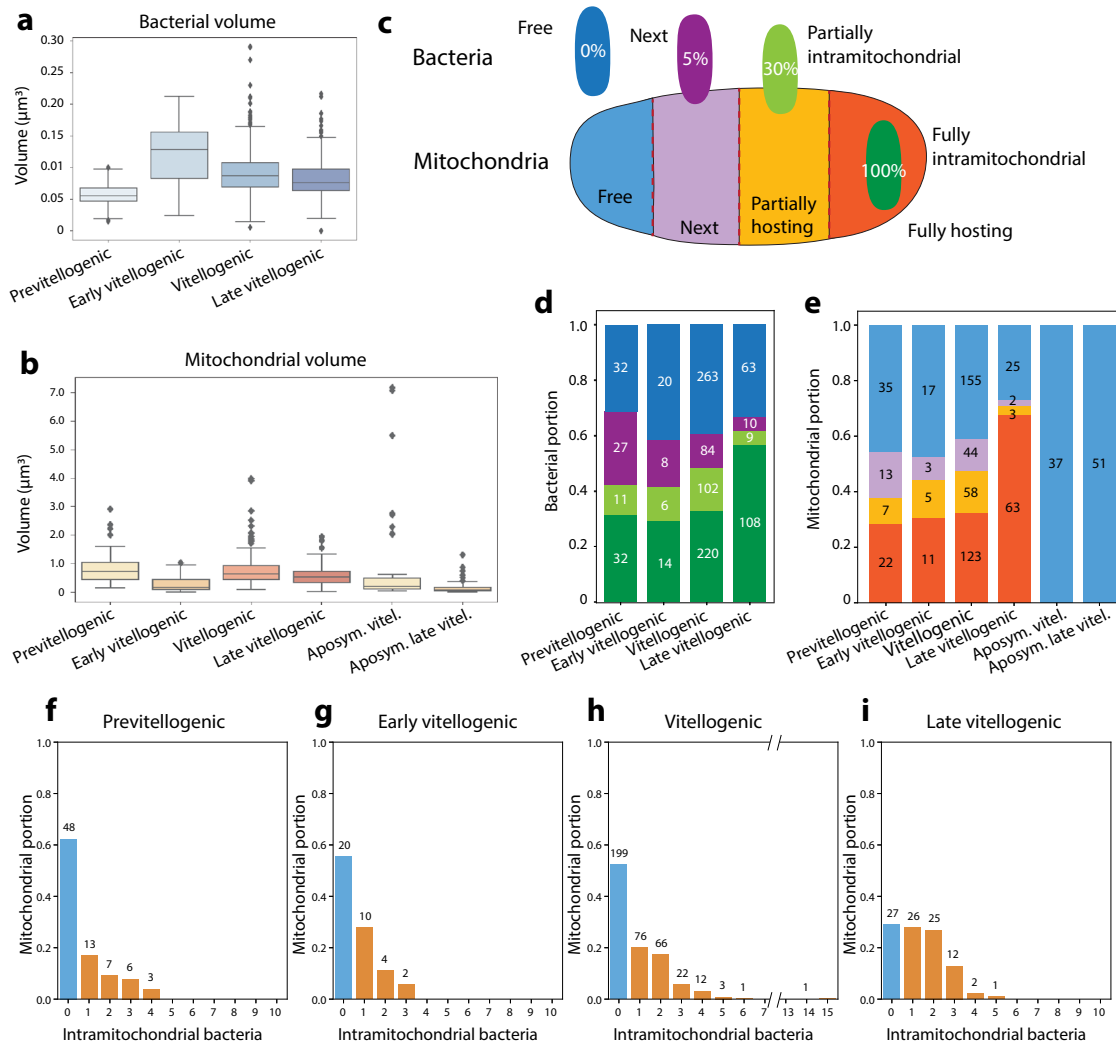 a
Bacterial volume
Volume (μm³)
0.30
0.20
0.15
0.01
0.05
0
Previtellogenic
Early vitellogenic
Vitellogenic
Late vitellogenic
b
Mitochondrial volume
Volume (μm³)
7.0
6.0
5.0
4.0
3.0
2.0
1.0
0
Previtellogenic
Early vitellogenic
Vitellogenic
Late vitellogenic
Aposym. vitel.
Aposym. late vitel.
c
Bacteria
Free
0%
Next
5%
Partially
intramitochondrial
30%
Mitochondria
Fully
intramitochondrial
100%
Free
Next
Partially
hosting
Fully hosting
d
Bacterial portion
1.0
0.8
0.6
0.4
0.2
0
32
27
11
32
20
8
6
14
263
84
102
220
63
10
9
108
Previtellogenic
Early vitellogenic
Vitellogenic
Late vitellogenic
e
Mitochondrial portion
1.0
0.8
0.6
0.4
0.2
0
35
13
7
22
17
3
5
11
155
44
58
123
25
2
3
63
37
51
Previtellogenic
Early vitellogenic
Vitellogenic
Late vitellogenic
Aposym. vitel.
Aposym. late vitel.
f
Previtellogenic
Mitochondrial portion
1.0
0.8
0.6
0.4
0.2
0.0
48
13
7
6
3
0 1 2 3 4 5 6 7 8 9 10
Intramitochondrial bacteria
g
Early vitellogenic
Mitochondrial portion
1.0
0.8
0.6
0.4
0.2
0.0
20
10
4
2
0 1 2 3 4 5 6 7 8 9 10
Intramitochondrial bacteria
h
Vitellogenic
Mitochondrial portion
1.0
0.8
0.6
0.4
0.2
0.0
199
76
66
22
12
3
1
1
0 1 2 3 4 5 6 7 13 14 15
Intramitochondrial bacteria
i
Late vitellogenic
Mitochondrial portion
1.0
0.8
0.6
0.4
0.2
0.0
27
26
25
12
2
1
0 1 2 3 4 5 6 7 8 9 10
Intramitochondrial bacteria